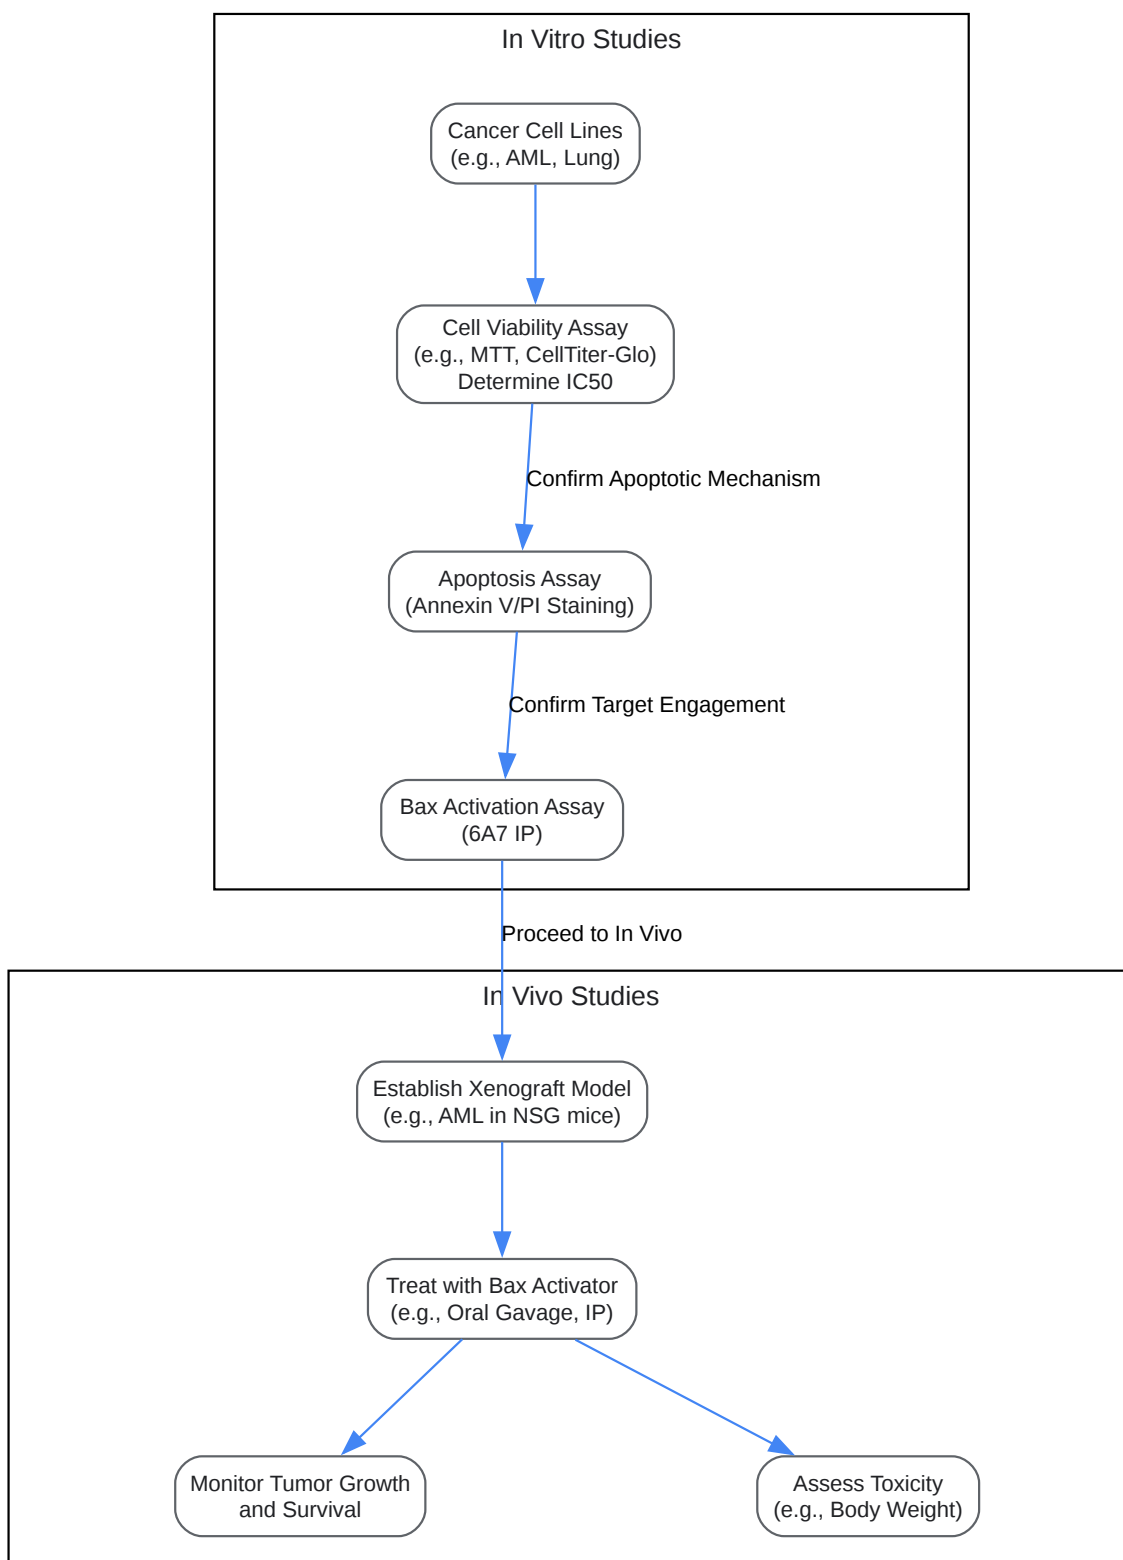 In Vitro Studies
Cancer Cell Lines
(e.g., AML, Lung)
Cell Viability Assay
(e.g., MTT, CellTiter-Glo)
Determine IC50
Confirm Apoptotic Mechanism
Apoptosis Assay
(Annexin V/PI Staining)
Confirm Target Engagement
Bax Activation Assay
(6A7 IP)
Proceed to In Vivo
In Vivo Studies
Establish Xenograft Model
(e.g., AML in NSG mice)
Treat with Bax Activator
(e.g., Oral Gavage, IP)
Monitor Tumor Growth
and Survival
Assess Toxicity
(e.g., Body Weight)